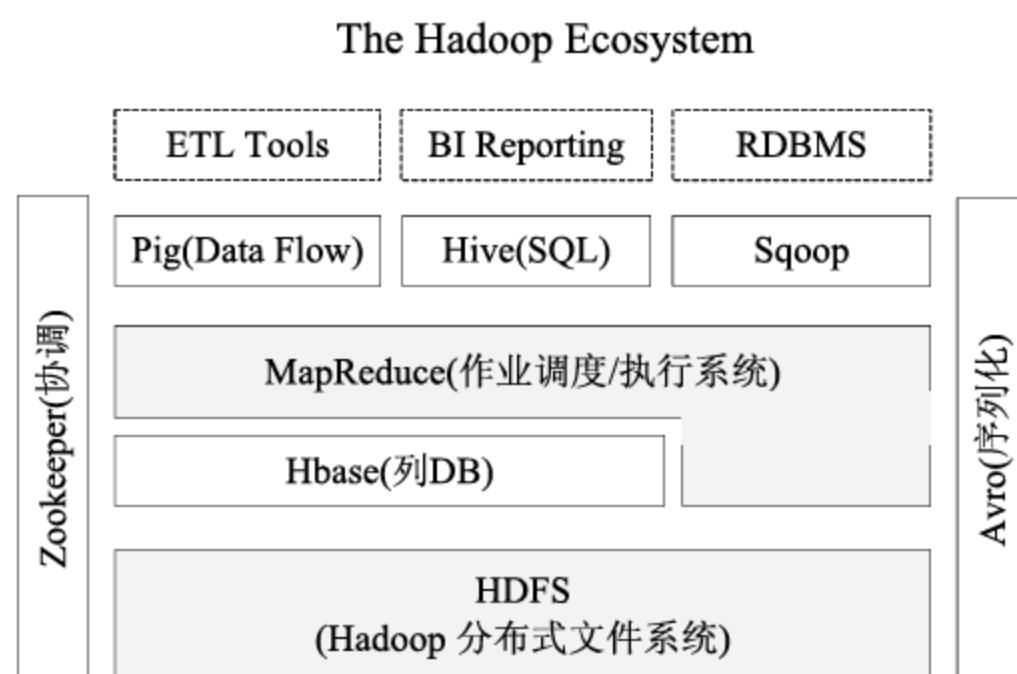 The Hadoop Ecosystem
ETL Tools
BI Reporting
RDBMS
Pig(Data Flow)
Hive(SQL)
Sqoop
Zookeeper(协调)
MapReduce(作业调度/执行系统)
Avro(序列化)
Hbase(列DB)
HDFS
(Hadoop 分布式文件系统)